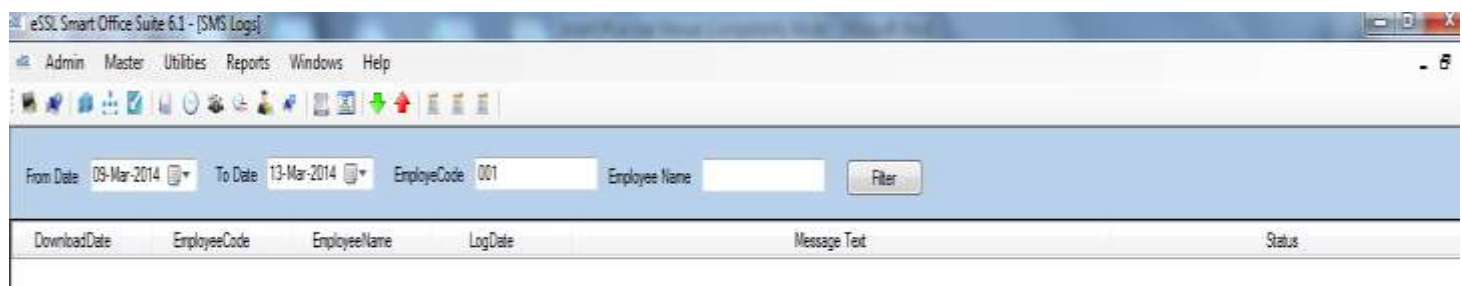 eSSL Smart Office Suite 6.1 - [SMS Logs]
Admin Master Utilities Reports Windows Help
From Date 09-Mar-2014 To Date 13-Mar-2014 EmployeCode 001 Employee Name Filter
DownloadDate EmployeeCode EmployeeName LogDate Message Text Status